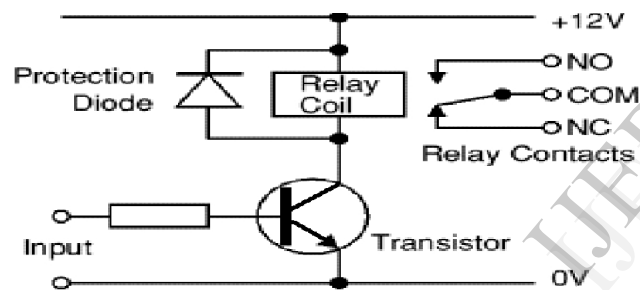 +12V
Protection
Diode
Relay
Coil
NO
COM
NC
Relay Contacts
Input
Transistor
0V